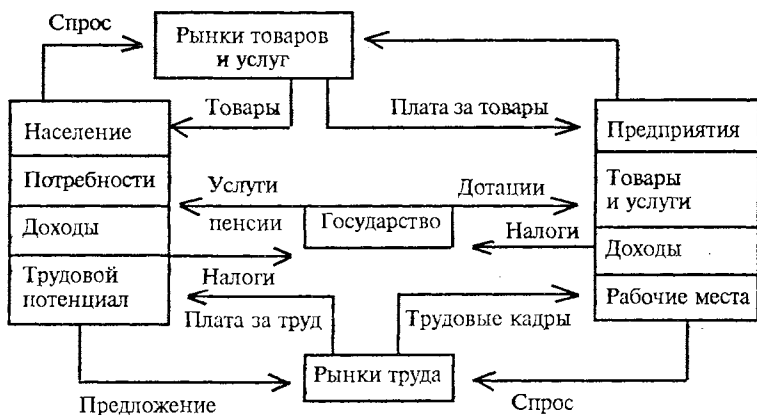 Спрос
Рынки товаров
и услуг
Товары
Плата за товары
Население
Потребности
Доходы
Трудовой
потенциал
Услуги
пенсии
Дотации
Государство
Налоги
Налоги
Предприятия
Товары
и услуги
Доходы
Рабочие места
Плата за труд
Трудовые кадры
Рынки труда
Предложение
Спрос